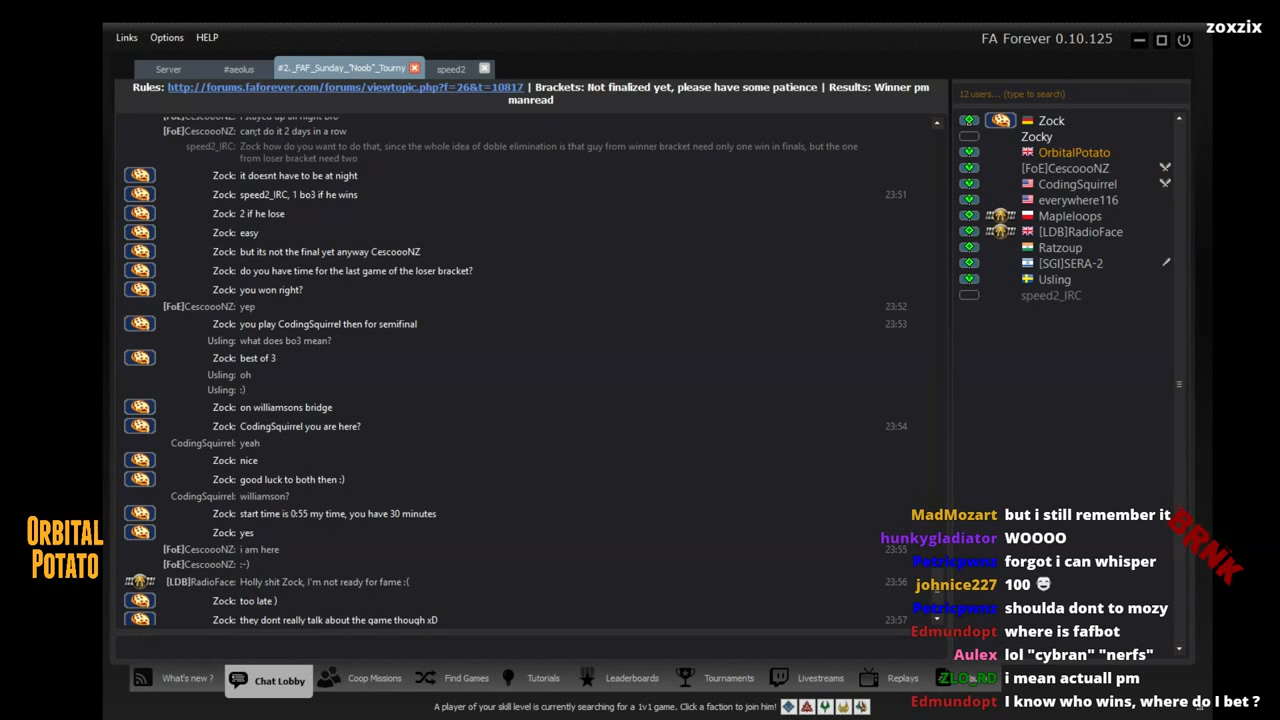 zoxzix
Links Options HELP
FA Forever 0.10.125
Server #aeolus #2._FAF_Sunday_"Noob"_Tourny speed2
Rules: http://forums.faforever.com/forums/viewtopic.php?f=26&t=10817 | Brackets: Not finalized yet, please have some patience | Results: Winner pm
manread
[FoE]CescoooNZ: i stayed up all night bro
[FoE]CescoooNZ: can;t do it 2 days in a row
speed2_IRC: Zock how do you want to do that, since the whole idea of doble elimination is that guy from winner bracket need only one win in finals, but the one
from loser bracket need two
Zock: it doesnt have to be at night
Zock: speed2_IRC, 1 bo3 if he wins 23:51
Zock: 2 if he lose
Zock: easy
Zock: but its not the final yet anyway CescoooNZ
Zock: do you have time for the last game of the loser bracket?
Zock: you won right?
[FoE]CescoooNZ: yep 23:52
Zock: you play CodingSquirrel then for semifinal 23:53
Usling: what does bo3 mean?
Zock: best of 3
Usling: oh
Usling: :)
Zock: on williamsons bridge
Zock: CodingSquirrel you are here? 23:54
CodingSquirrel: yeah
Zock: nice
Zock: good luck to both then :)
CodingSquirrel: williamson?
Zock: start time is 0:55 my time, you have 30 minutes
Zock: yes
[FoE]CescoooNZ: i am here 23:55
[FoE]CescoooNZ: :-)
[LDB]RadioFace: Holly shit Zock, I'm not ready for fame :( 23:56
Zock: too late )
Zock: they dont really talk about the game though xD 23:57
12 users... (type to search)
Zock
Zocky
OrbitalPotato
[FoE]CescoooNZ
CodingSquirrel
everywhere116
Mapleloops
[LDB]RadioFace
Ratzoup
[SGI]SERA-2
Usling
speed2_IRC
ORBITAL
POTATO
BRNK
MadMozart but i still remember it
hunkygladiator WOOOO
Petricpwnz forgot i can whisper
johnice227 100
Petricpwnz shoulda dont to mozy
Edmundopt where is fafbot
Aulex lol "cybran" "nerfs"
ZLO_RD i mean actuall pm
Edmundopt I know who wins, where do I bet ?
What's new ? Chat Lobby Coop Missions Find Games Tutorials Leaderboards Tournaments Livestreams Replays
A player of your skill level is currently searching for a 1v1 game. Click a faction to join him!